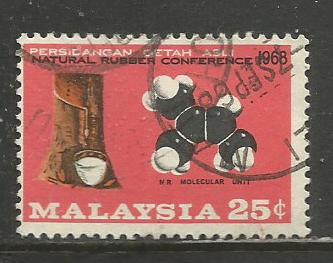 PERSIDANGAN GETAH ASLI
NATURAL RUBBER CONFERENCE 1968
N R MOLECULAR UNIT
MALAYSIA 25¢